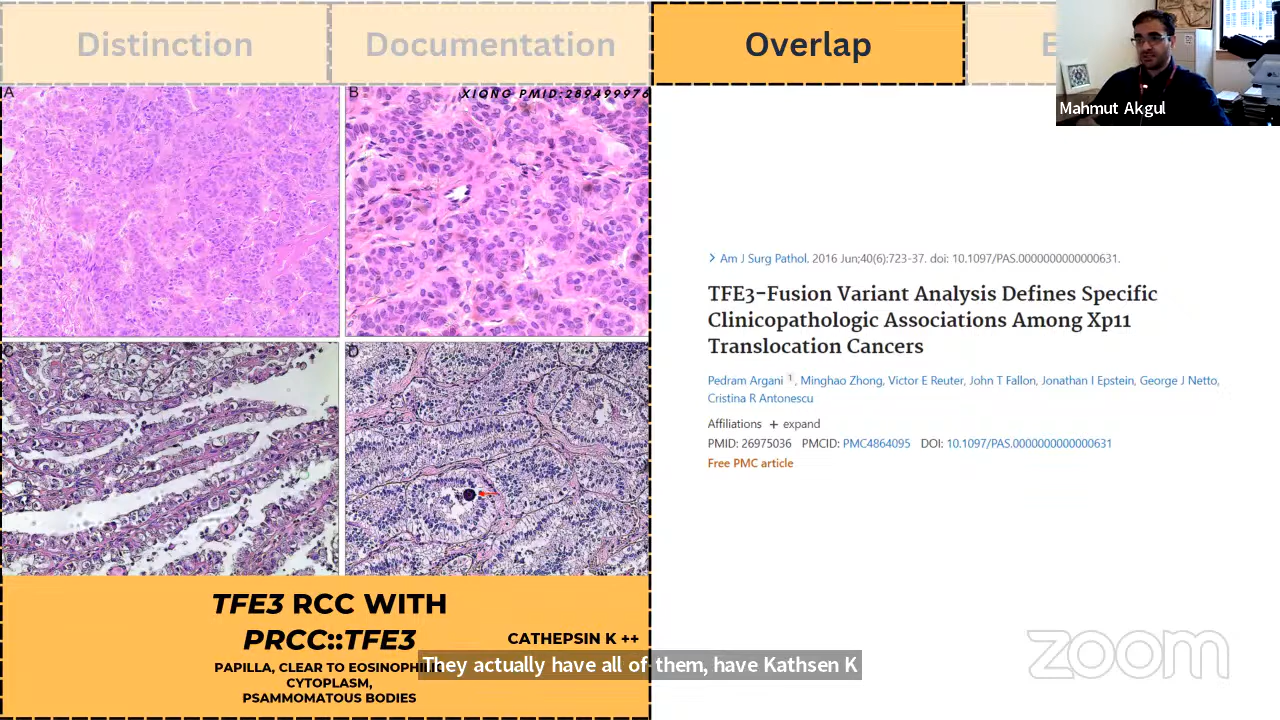 Distinction
Documentation
Overlap
E
Mahmut Akgul
A
B
XIONG PMID:289499976
C
D
> Am J Surg Pathol. 2016 Jun;40(6):723-37. doi: 10.1097/PAS.0000000000000631.
TFE3-Fusion Variant Analysis Defines Specific
Clinicopathologic Associations Among Xp11
Translocation Cancers
Pedram Argani 1, Minghao Zhong, Victor E Reuter, John T Fallon, Jonathan I Epstein, George J Netto,
Cristina R Antonescu
Affiliations + expand
PMID: 26975036 PMCID: PMC4864095 DOI: 10.1097/PAS.0000000000000631
Free PMC article
TFE3 RCC WITH
PRCC::TFE3
CATHEPSIN K ++
PAPILLA, CLEAR TO EOSINOPHI
CYTOPLASM,
PSAMMOMATOUS BODIES
They actually have all of them, have Kathsen K
zoom